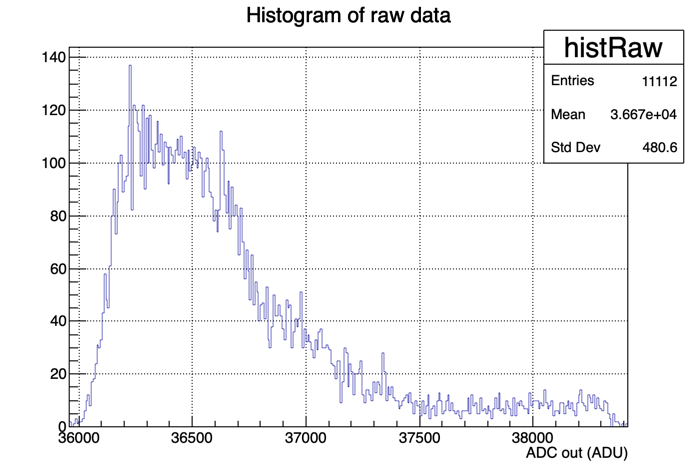 Histogram of raw data
histRaw
Entries 11112
Mean 3.667e+04
Std Dev 480.6
140
120
100
80
60
40
20
0
36000 36500 37000 37500 38000
ADC out (ADU)